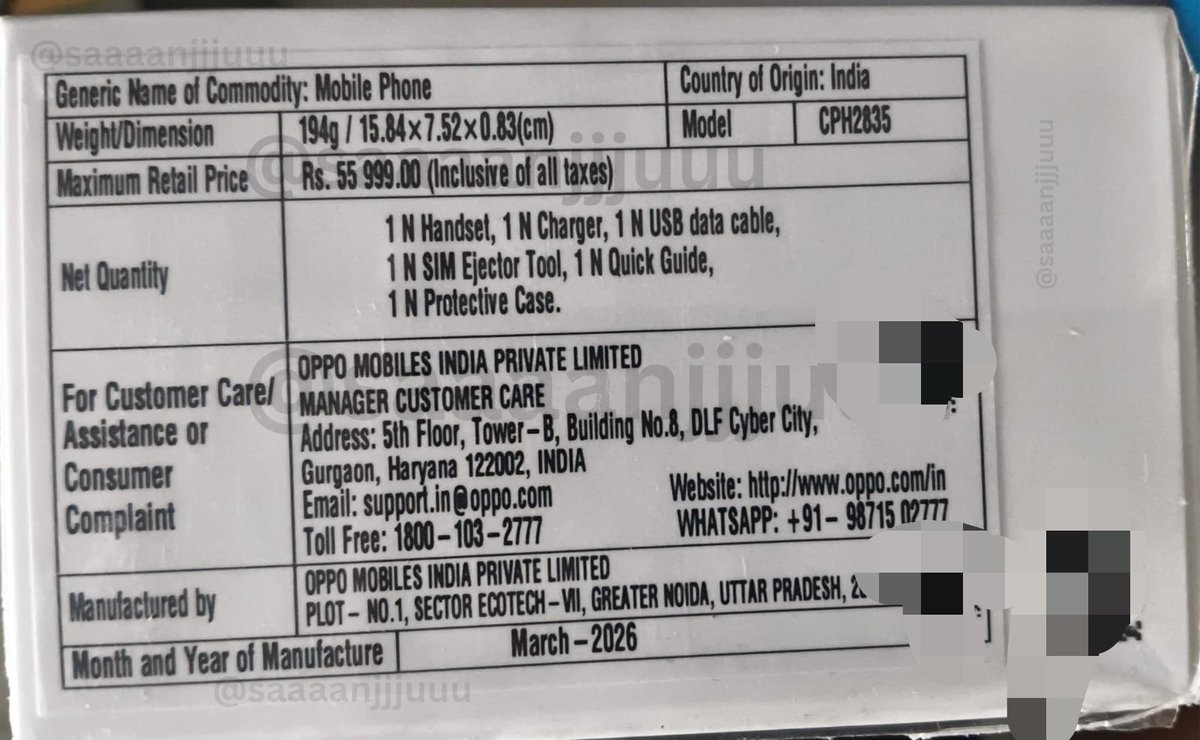 @saaaanjjjuuu
Generic Name of Commodity: Mobile Phone
Country of Origin: India
Weight/Dimension
194g / 15.84×7.52×0.83(cm)
Model
CPH2835
@saaaanjjjuuu
Maximum Retail Price
Rs. 55 999.00 (Inclusive of all taxes)
@saaaanjjjuuu
Net Quantity
1 N Handset, 1 N Charger, 1 N USB data cable,
1 N SIM Ejector Tool, 1 N Quick Guide,
1 N Protective Case.
For Customer Care/
Assistance or
Consumer
Complaint
OPPO MOBILES INDIA PRIVATE LIMITED
MANAGER CUSTOMER CARE
Address: 5th Floor, Tower-B, Building No.8, DLF Cyber City,
Gurgaon, Haryana 122002, INDIA
Email: support.in@oppo.com
Website: http://www.oppo.com/in
Toll Free: 1800-103-2777
WHATSAPP: +91- 98715 02777
Manufactured by
OPPO MOBILES INDIA PRIVATE LIMITED
PLOT - NO.1, SECTOR ECOTECH-VII, GREATER NOIDA, UTTAR PRADESH,
Month and Year of Manufacture
March-2026
@saaaanjjjuuu